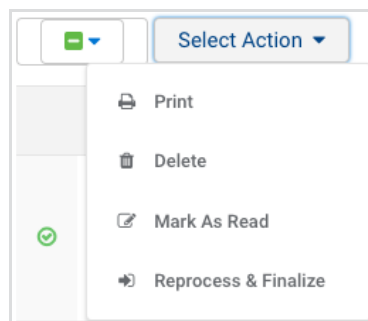 Select Action
Print
Delete
Mark As Read
Reprocess & Finalize